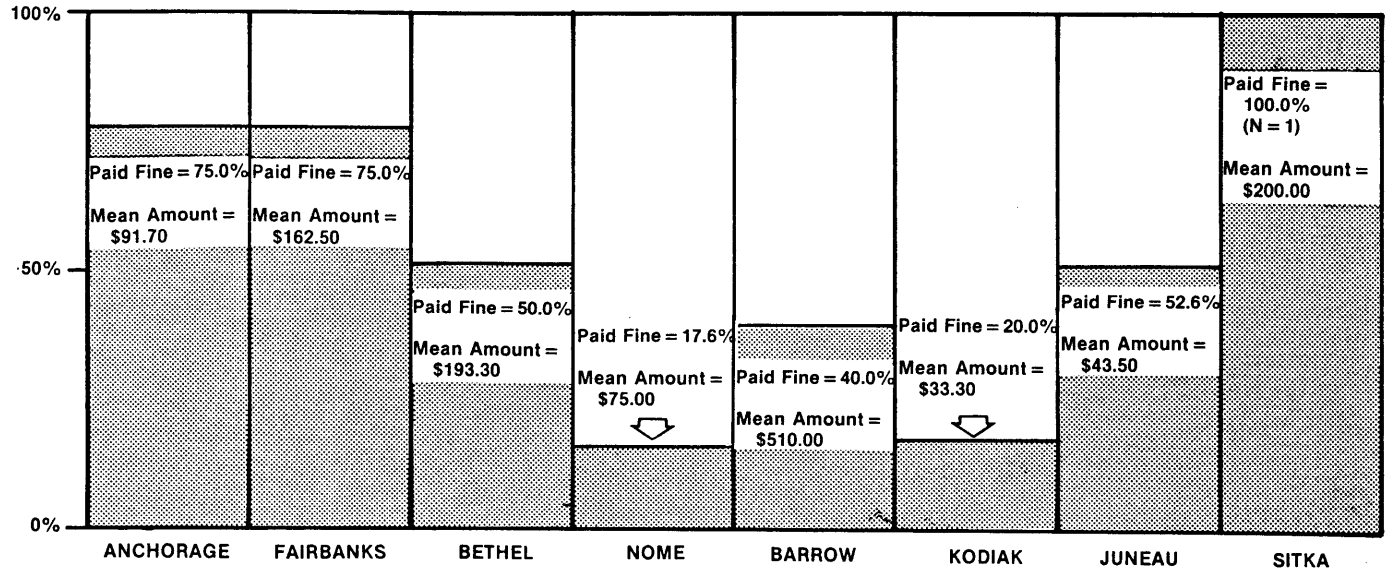 100%
50%
0%
Paid Fine = 75.0%
Mean Amount =
$91.70
Paid Fine = 75.0%
Mean Amount =
$162.50
Paid Fine = 50.0%
Mean Amount =
$193.30
Paid Fine = 17.6%
Mean Amount =
$75.00
Paid Fine = 40.0%
Mean Amount =
$510.00
Paid Fine = 20.0%
Mean Amount =
$33.30
Paid Fine = 52.6%
Mean Amount =
$43.50
Paid Fine =
100.0%
(N = 1)
Mean Amount =
$200.00
ANCHORAGE FAIRBANKS BETHEL NOME BARROW KODIAK JUNEAU SITKA